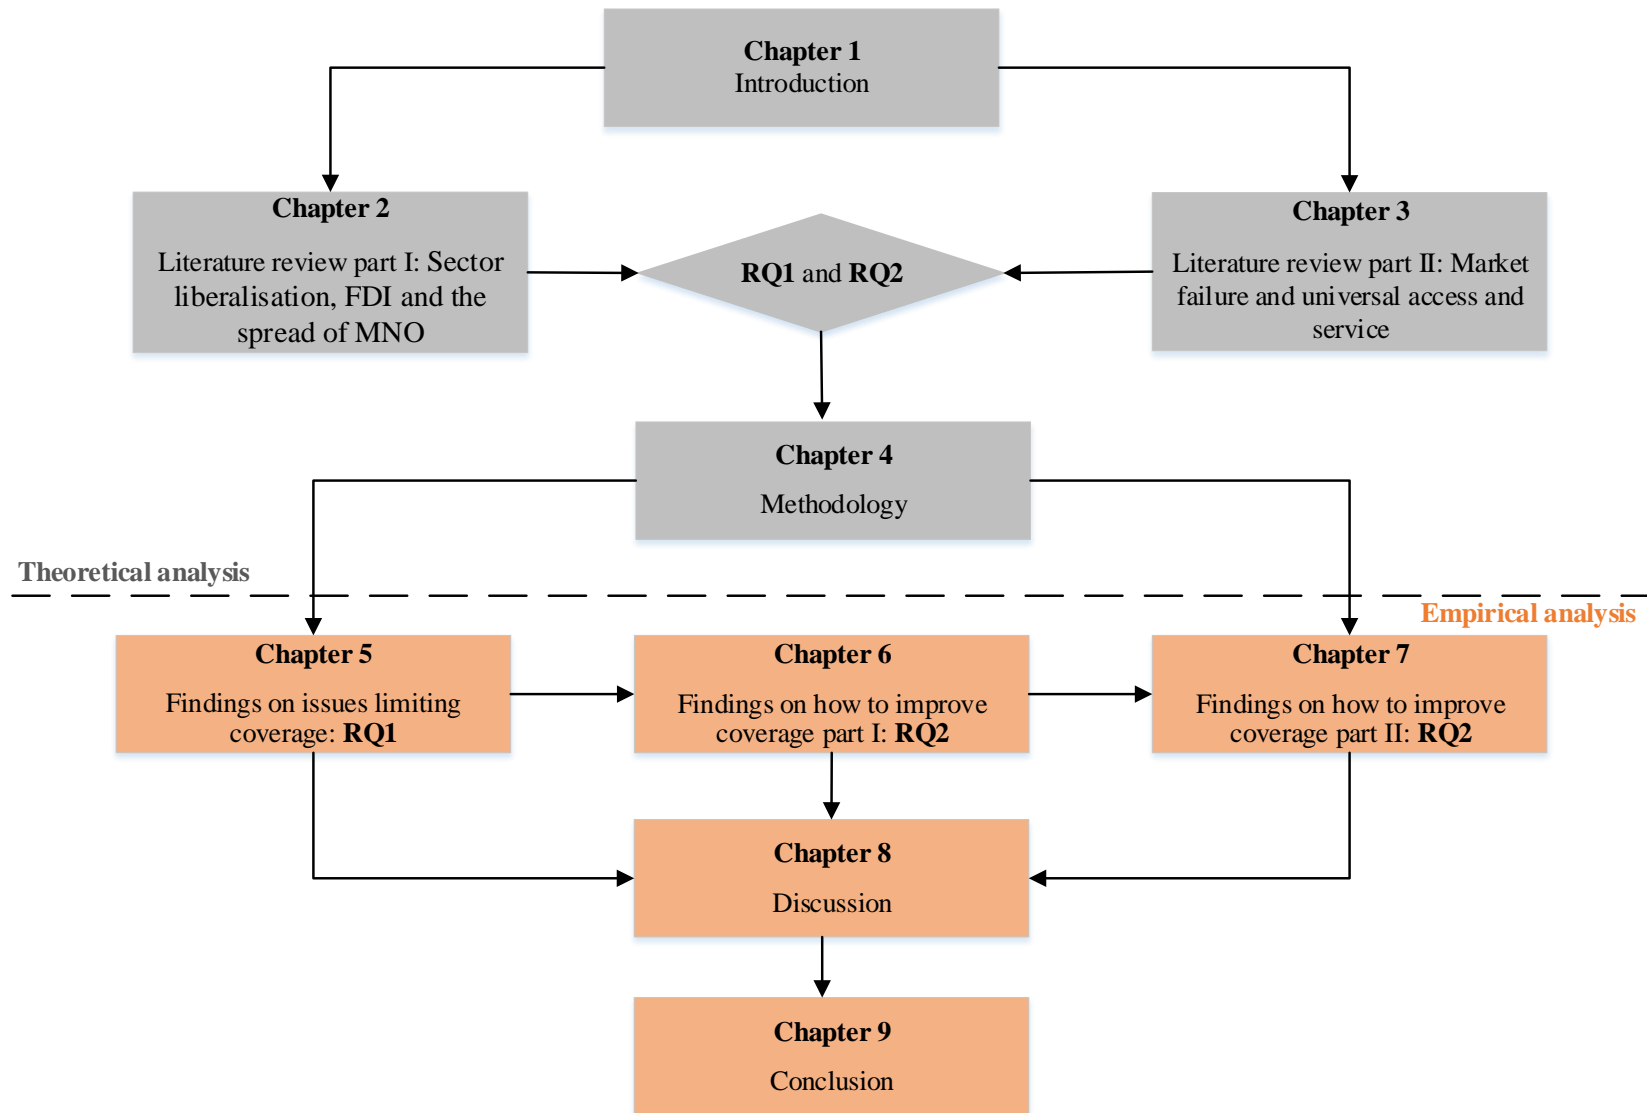 Chapter 1
Introduction
Chapter 2
Literature review part I: Sector
liberalisation, FDI and the
spread of MNO
RQ1 and RQ2
Chapter 3
Literature review part II: Market
failure and universal access and
service
Chapter 4
Methodology
Theoretical analysis
Empirical analysis
Chapter 5
Findings on issues limiting
coverage: RQ1
Chapter 6
Findings on how to improve
coverage part I: RQ2
Chapter 7
Findings on how to improve
coverage part II: RQ2
Chapter 8
Discussion
Chapter 9
Conclusion